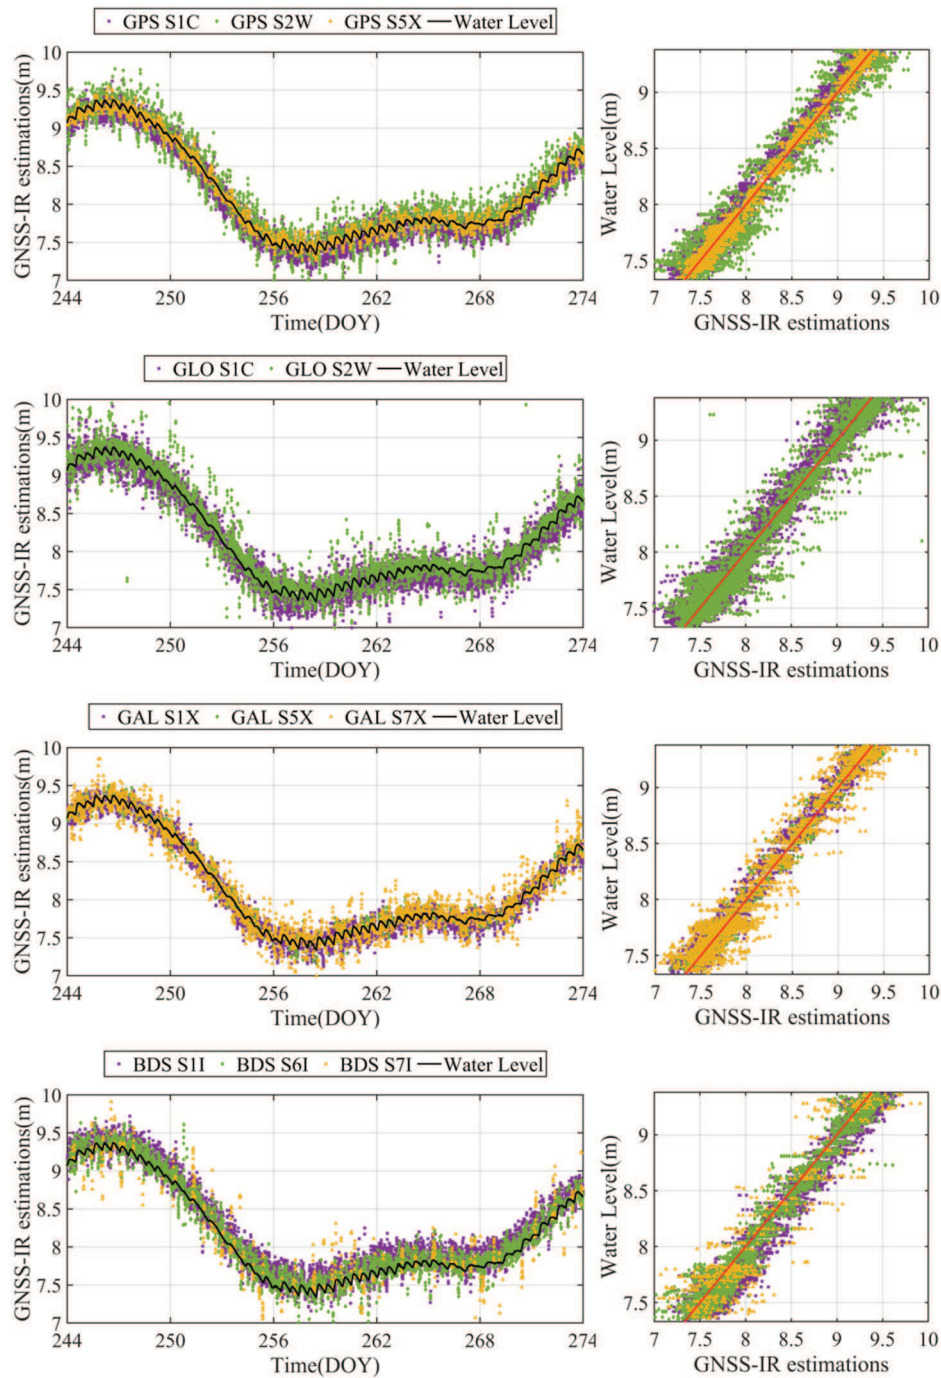 GPS S1C GPS S2W GPS S5X Water Level
GNSS-IR estimations(m)
10
9.5
9
8.5
8
7.5
7
244 250 256 262 268 274
Time(DOY)
Water Level(m)
9
8.5
8
7.5
7 7.5 8 8.5 9 9.5 10
GNSS-IR estimations
GLO S1C GLO S2W Water Level
GNSS-IR estimations(m)
10
9.5
9
8.5
8
7.5
7
244 250 256 262 268 274
Time(DOY)
Water Level(m)
9
8.5
8
7.5
7 7.5 8 8.5 9 9.5 10
GNSS-IR estimations
GAL S1X GAL S5X GAL S7X Water Level
GNSS-IR estimations(m)
10
9.5
9
8.5
8
7.5
7
244 250 256 262 268 274
Time(DOY)
Water Level(m)
9
8.5
8
7.5
7 7.5 8 8.5 9 9.5 10
GNSS-IR estimations
BDS S1I BDS S6I BDS S7I Water Level
GNSS-IR estimations(m)
10
9.5
9
8.5
8
7.5
7
244 250 256 262 268 274
Time(DOY)
Water Level(m)
9
8.5
8
7.5
7 7.5 8 8.5 9 9.5 10
GNSS-IR estimations